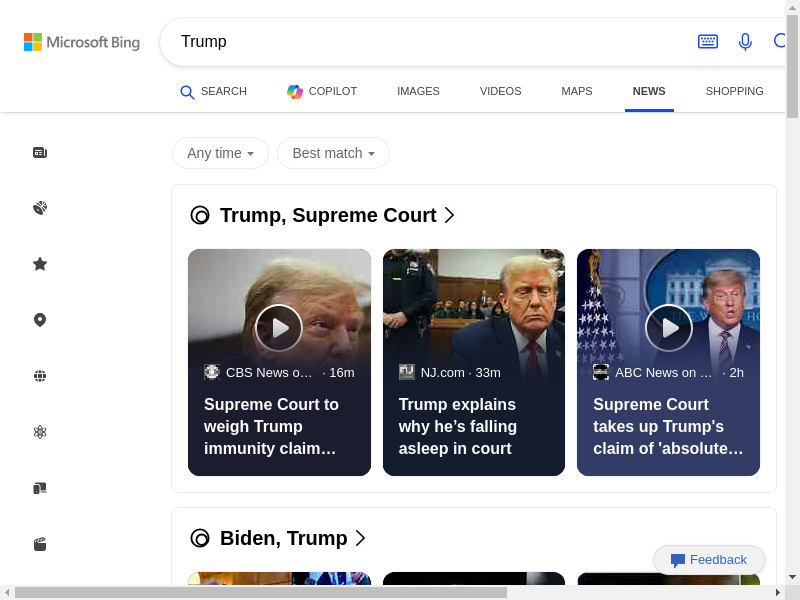 Microsoft Bing
Trump
SEARCH
COPILOT
IMAGES
VIDEOS
MAPS
NEWS
SHOPPING
Any time
Best match
Trump, Supreme Court
CBS News o… · 16m
Supreme Court to
weigh Trump
immunity claim…
NJ.com · 33m
Trump explains
why he’s falling
asleep in court
ABC News on … · 2h
Supreme Court
takes up Trump's
claim of 'absolute…
Biden, Trump
Feedback